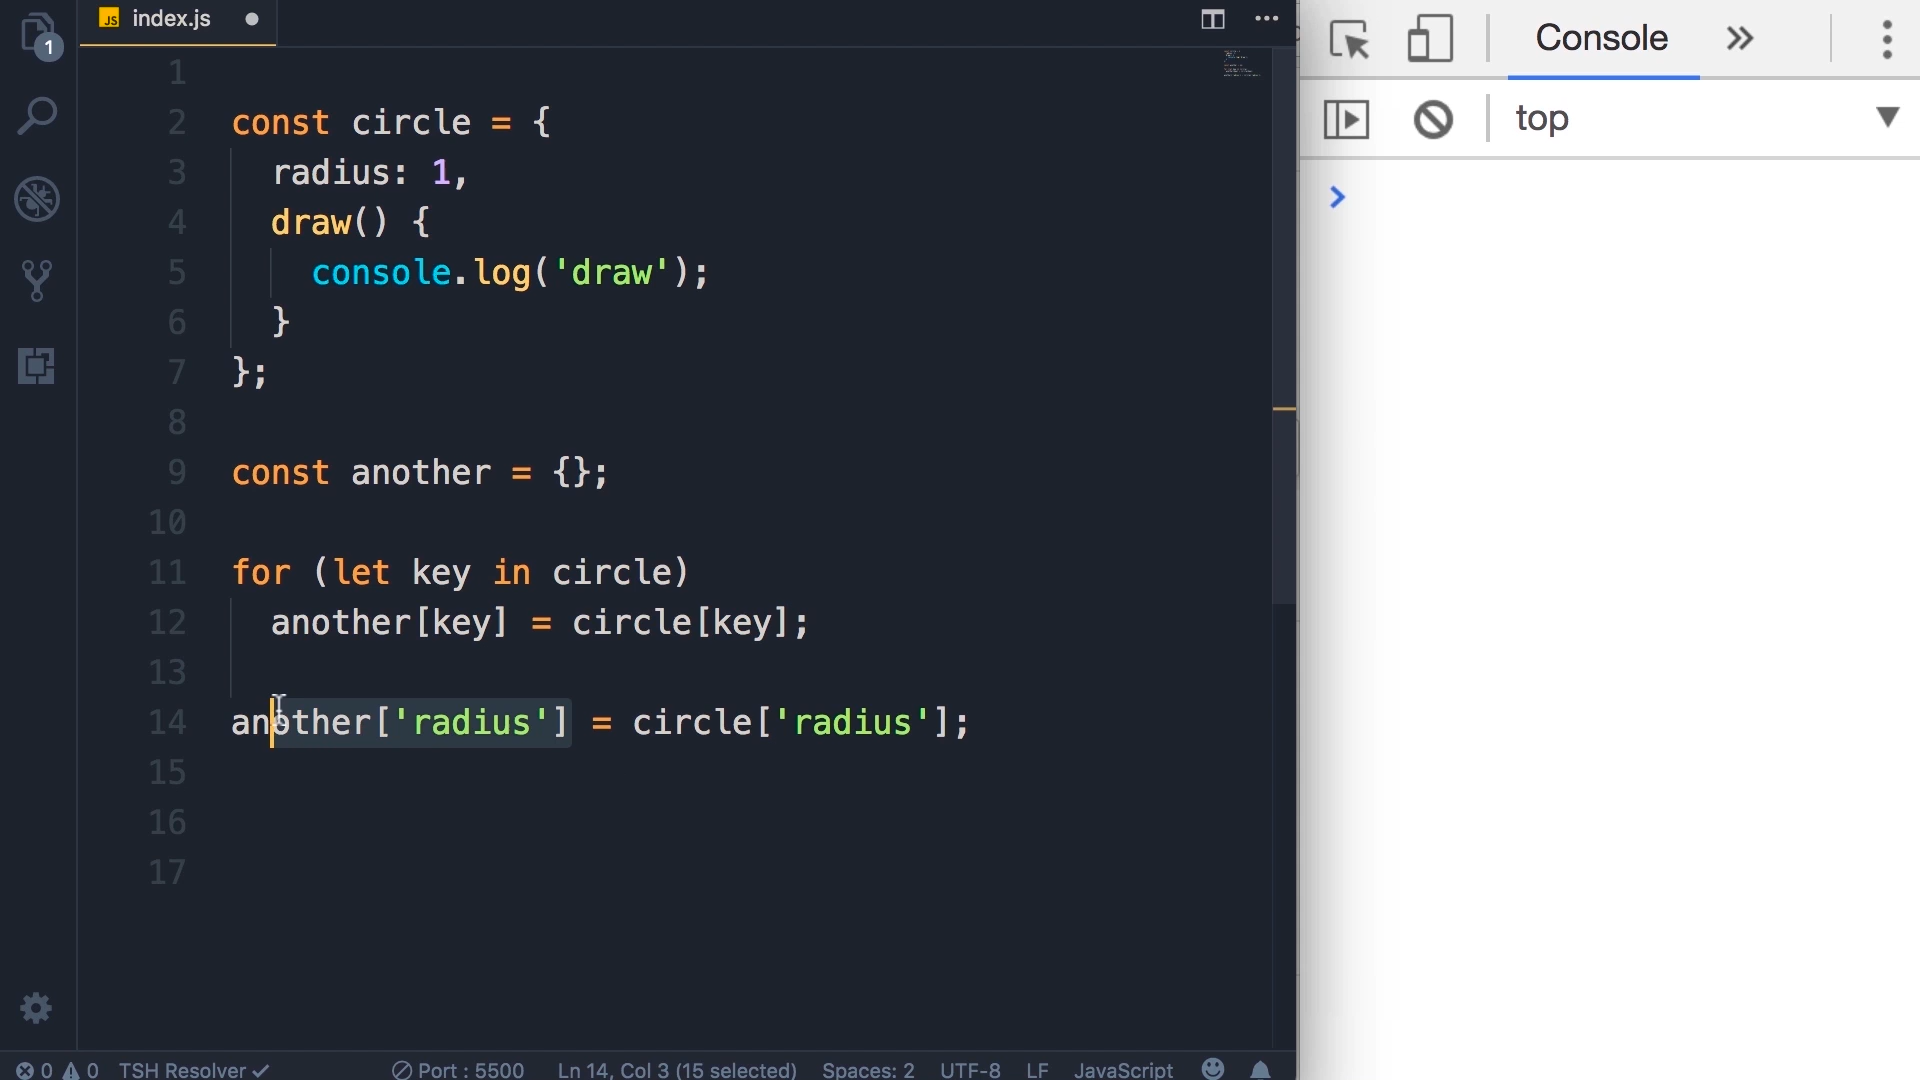 1
JS index.js
Console
top
1
2 const circle = {
3 radius: 1,
4 draw() {
5 console.log('draw');
6 }
7 };
8
9 const another = {};
10
11 for (let key in circle)
12 another[key] = circle[key];
13
14 another['radius'] = circle['radius'];
15
16
17
0 0 TSH Resolver Port : 5500 Ln 14, Col 3 (15 selected) Spaces: 2 UTF-8 LF JavaScript